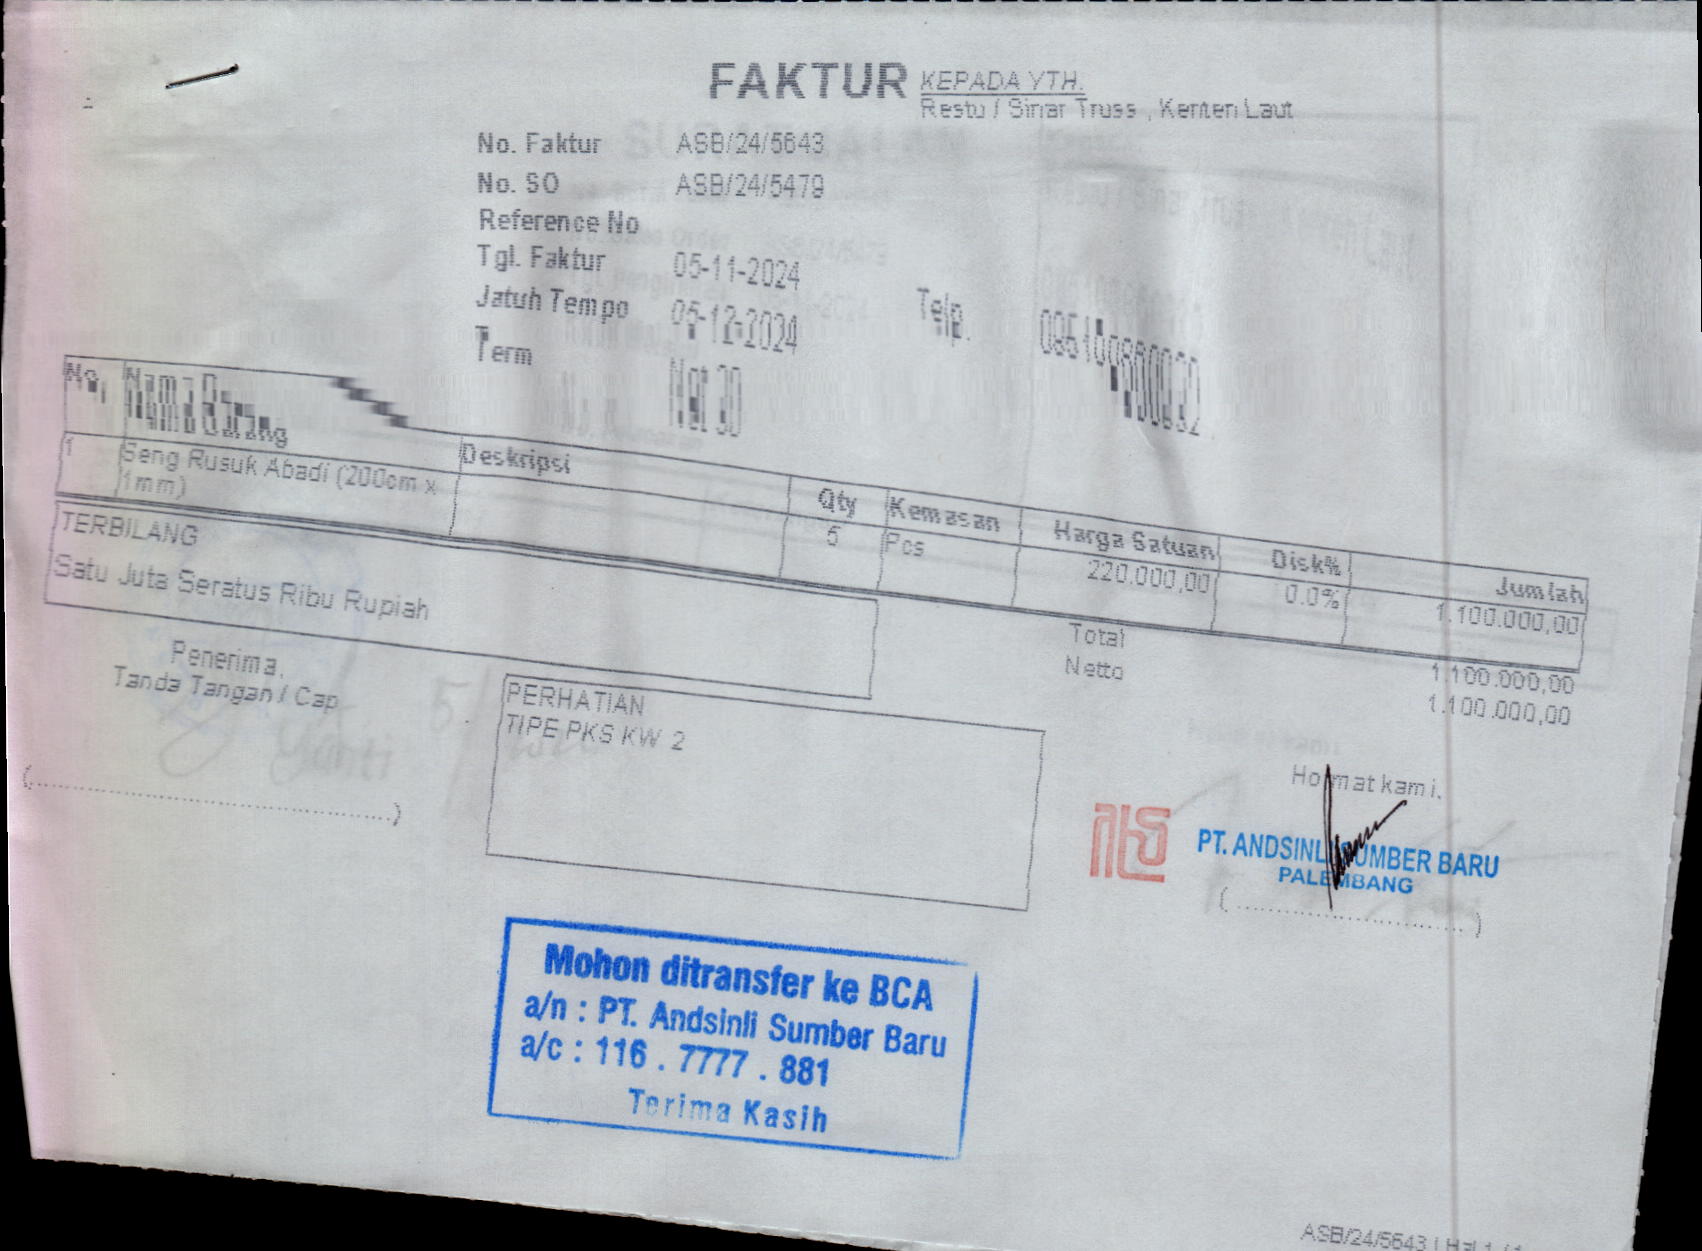 FAKTUR
KEPADA YTH.
Restu / Sinar Truss , Kenten Laut
No. Faktur ASB/24/5643
No. SO ASB/24/5479
Reference No
Tgl. Faktur 05-11-2024
Jatuh Tempo 05-12-2024
Telp.
Term Net 30
No. Nama Barang Deskripsi Qty Kemasan Harga Satuan Disk% Jumlah
1 Seng Rusuk Abadi (200cm x 5 Pcs 220.000,00 0.0% 1.100.000,00
1mm)
TERBILANG
Satu Juta Seratus Ribu Rupiah
Total 1.100.000,00
Netto 1.100.000,00
Penerima,
Tanda Tangan / Cap
Yanti
(..............................)
PERHATIAN
TIPE PKS KW 2
Hormat kami.
PT. ANDSINLI SUMBER BARU
PALEMBANG
(..............................)
Mohon ditransfer ke BCA
a/n : PT. Andsinli Sumber Baru
a/c : 116 . 7777 . 881
Terima Kasih
ASB/24/5643 | Hal 1 / 1